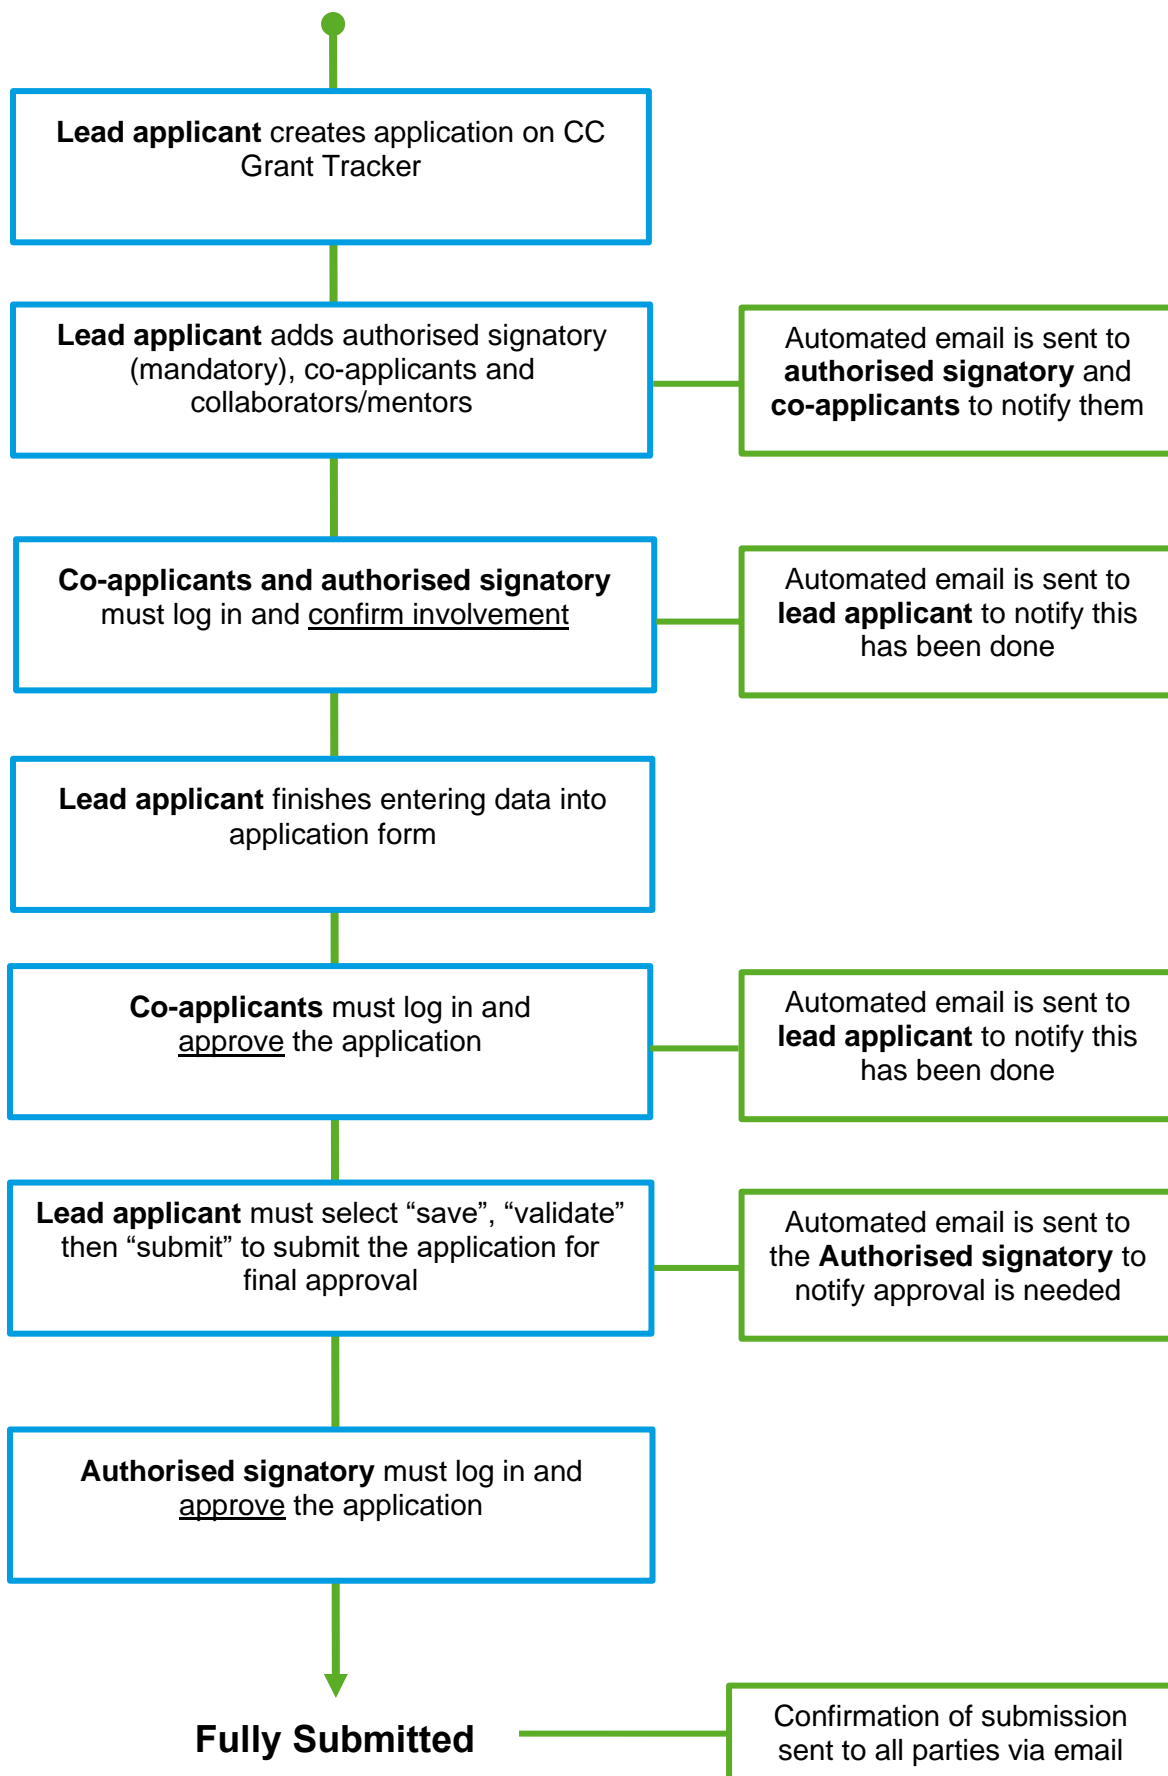 Lead applicant creates application on CC
Grant Tracker
Lead applicant adds authorised signatory
(mandatory), co-applicants and
collaborators/mentors
Automated email is sent to
authorised signatory and
co-applicants to notify them
Co-applicants and authorised signatory
must log in and confirm involvement
Automated email is sent to
lead applicant to notify this
has been done
Lead applicant finishes entering data into
application form
Co-applicants must log in and
approve the application
Automated email is sent to
lead applicant to notify this
has been done
Lead applicant must select “save”, “validate”
then “submit” to submit the application for
final approval
Automated email is sent to
the Authorised signatory to
notify approval is needed
Authorised signatory must log in and
approve the application
Fully Submitted
Confirmation of submission
sent to all parties via email